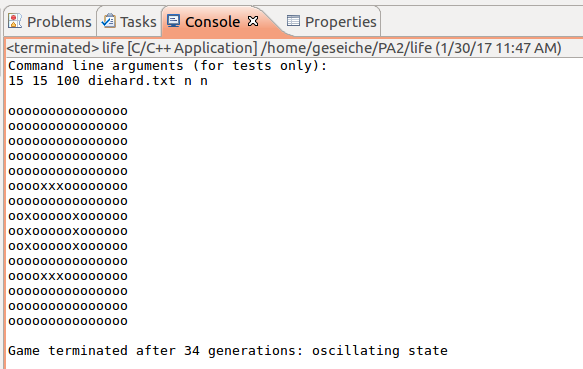 Problems Tasks Console Properties
<terminated> life [C/C++ Application] /home/geseiche/PA2/life (1/30/17 11:47 AM)
Command line arguments (for tests only):
15 15 100 diehard.txt n n
ooooooooooooooo
ooooooooooooooo
ooooooooooooooo
ooooooooooooooo
ooooooooooooooo
ooooxxxoooooooo
ooooooooooooooo
ooxoooooxoooooo
ooxoooooxoooooo
ooxoooooxoooooo
ooooooooooooooo
ooooxxxoooooooo
ooooooooooooooo
ooooooooooooooo
ooooooooooooooo
Game terminated after 34 generations: oscillating state